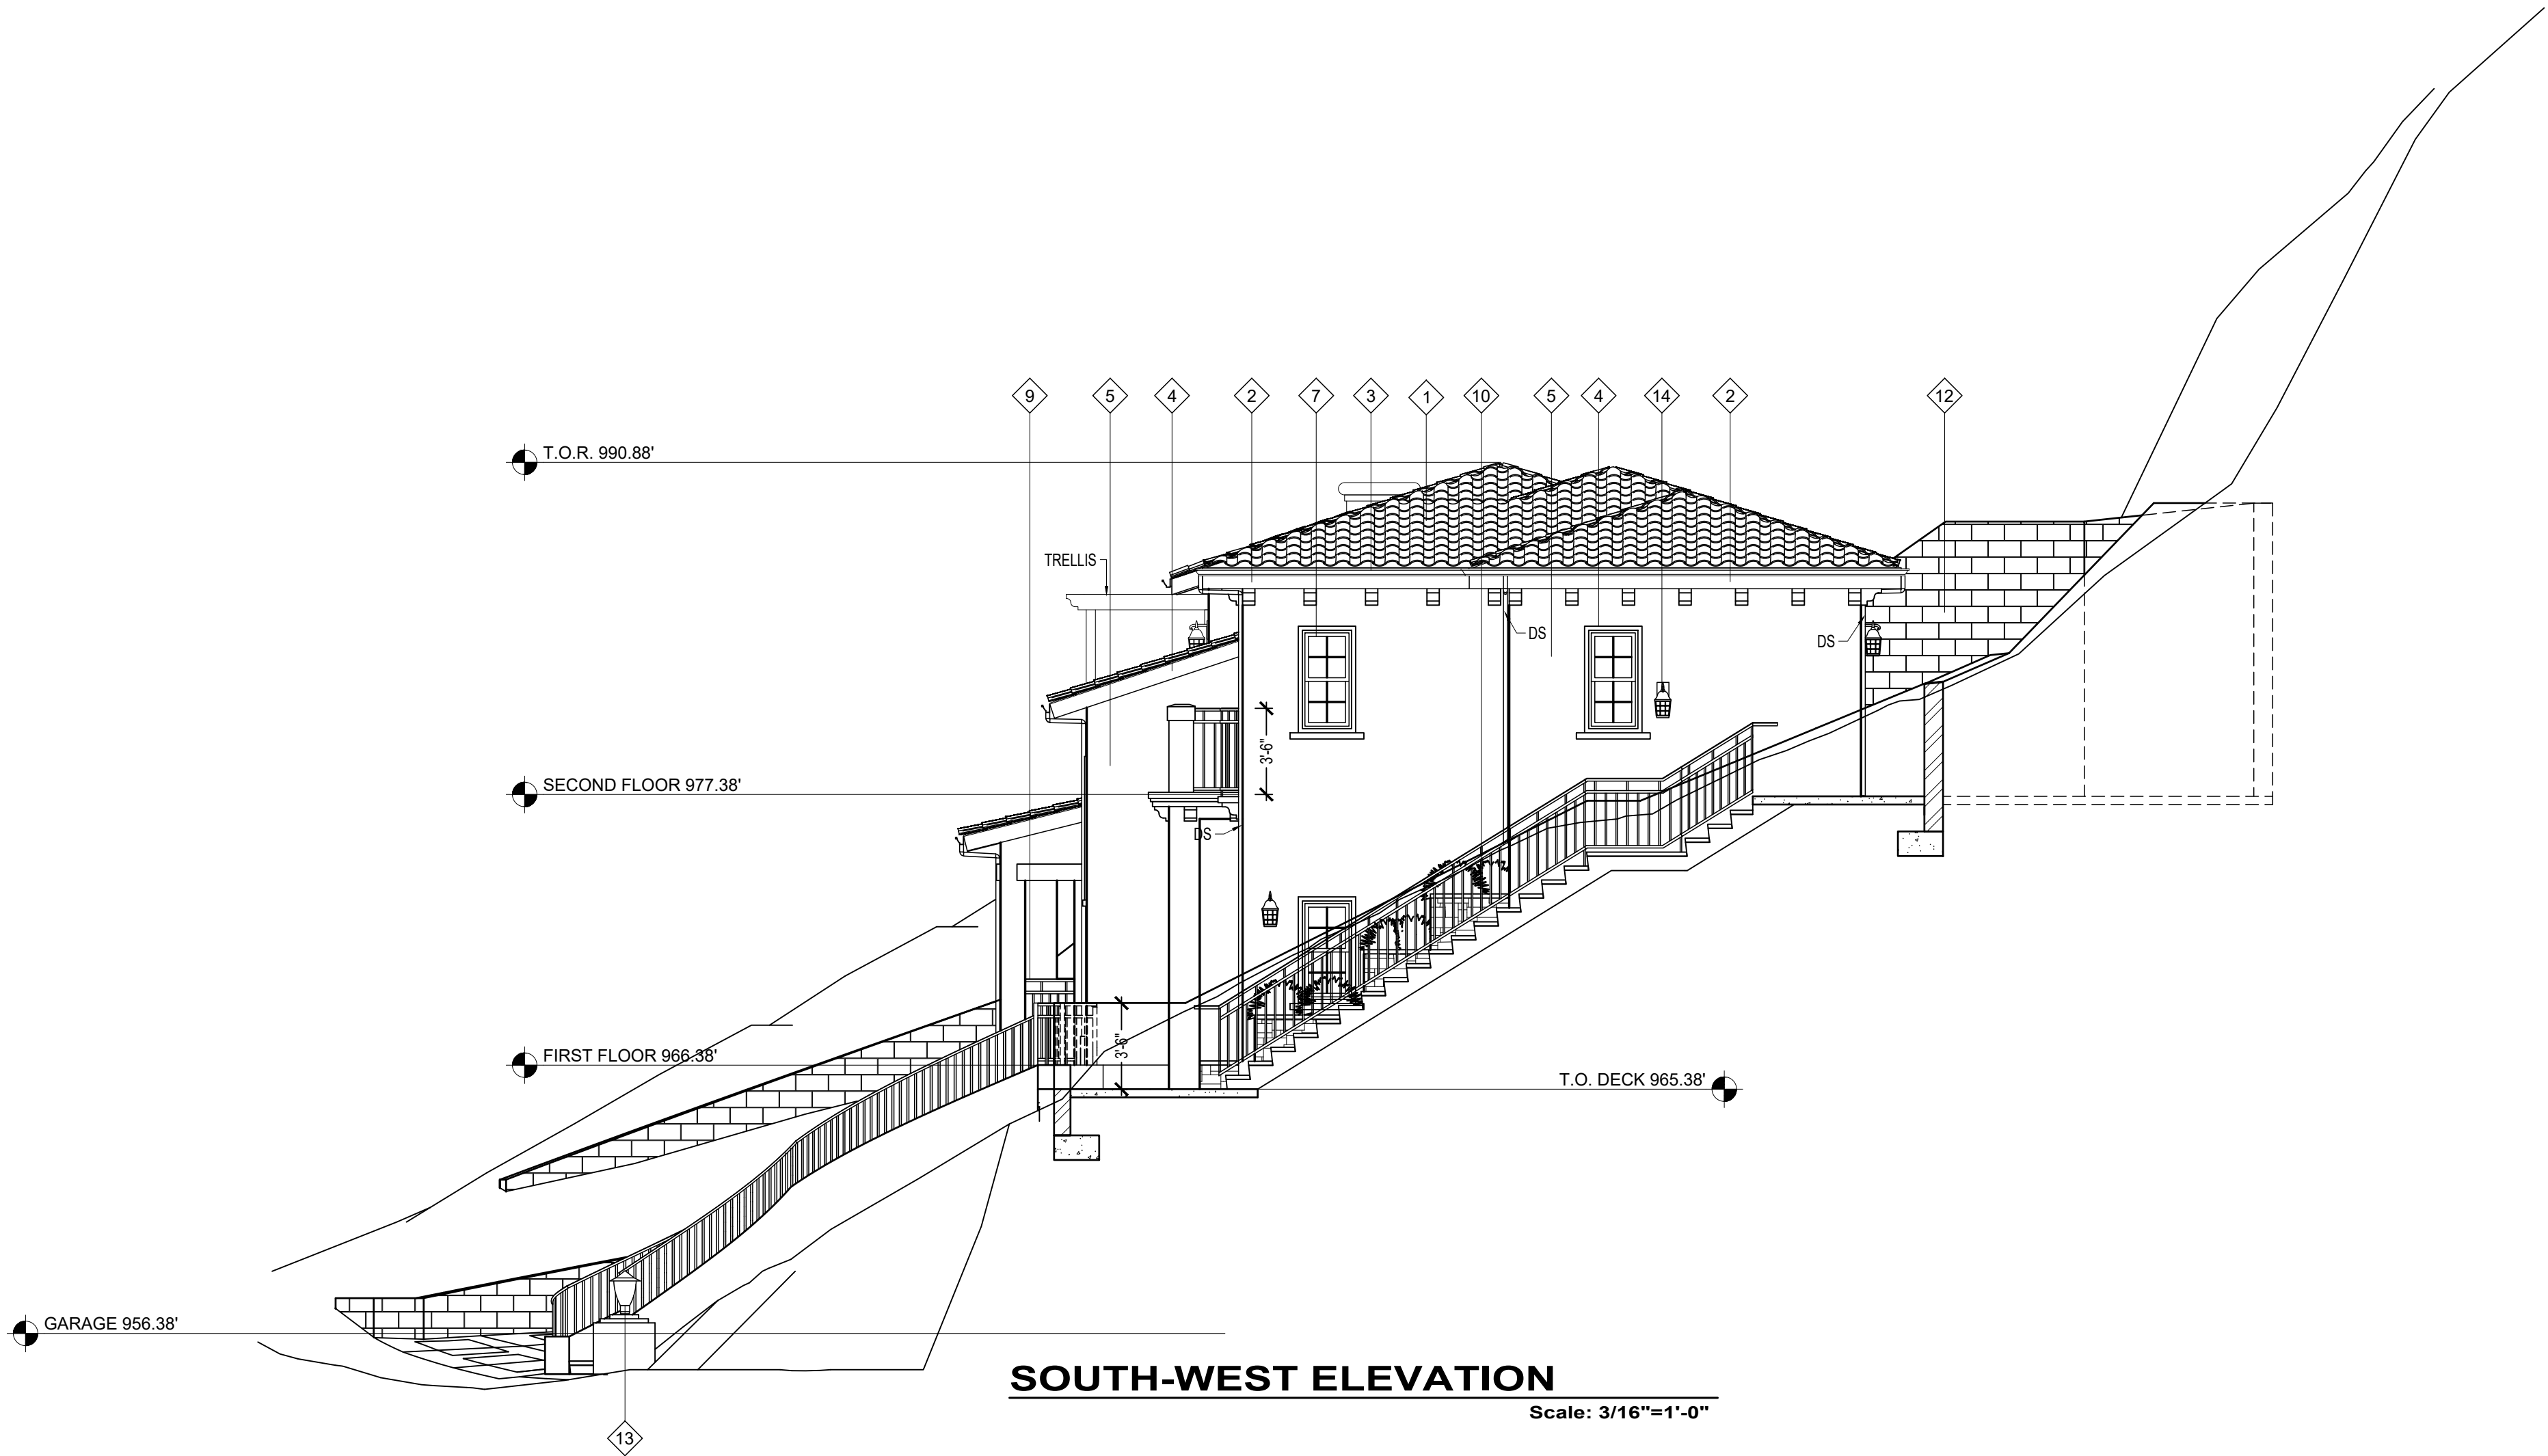 9 5 4 2 7 3 1 10 5 4 14 2 12
T.O.R. 990.88'
TRELLIS
DS
DS
3'-6"
SECOND FLOOR 977.38'
DS
3'-6"
FIRST FLOOR 966.38'
T.O. DECK 965.38'
GARAGE 956.38'
SOUTH-WEST ELEVATION
Scale: 3/16"=1'-0"
13